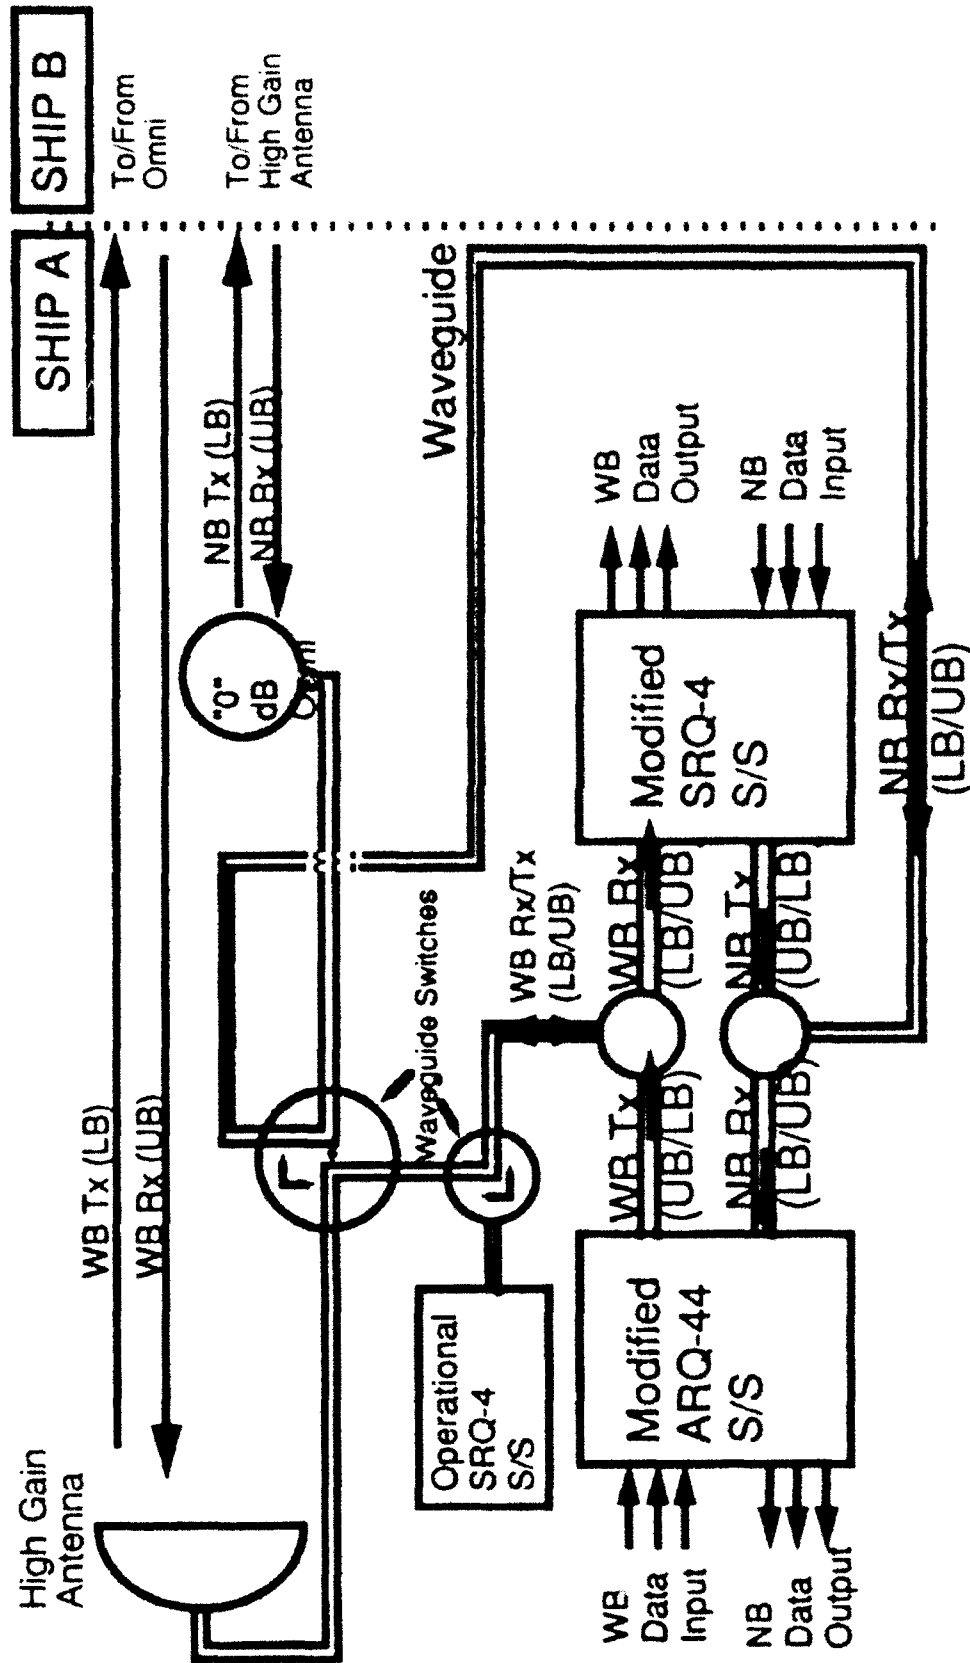 SHIP A
SHIP B
High Gain
Antenna
WB Tx (LB)
WB Rx (UB)
To/From
Omni
NB Tx (LB)
NB Rx (UB)
To/From
High Gain
Antenna
"0"
dB
Omni
Waveguide
Waveguide Switches
Operational
SRQ-4
S/S
WB Rx/Tx
(LB/UB)
WB
Data
Input
NB
Data
Output
Modified
ARQ-44
S/S
WB Tx
(UB/LB)
NB Rx
(LB/UB)
WB Rx
(LB/UB)
NB Tx
(UB/LB)
Modified
SRQ-4
S/S
WB
Data
Output
NB
Data
Input
NB Rx/Tx
(LB/UB)